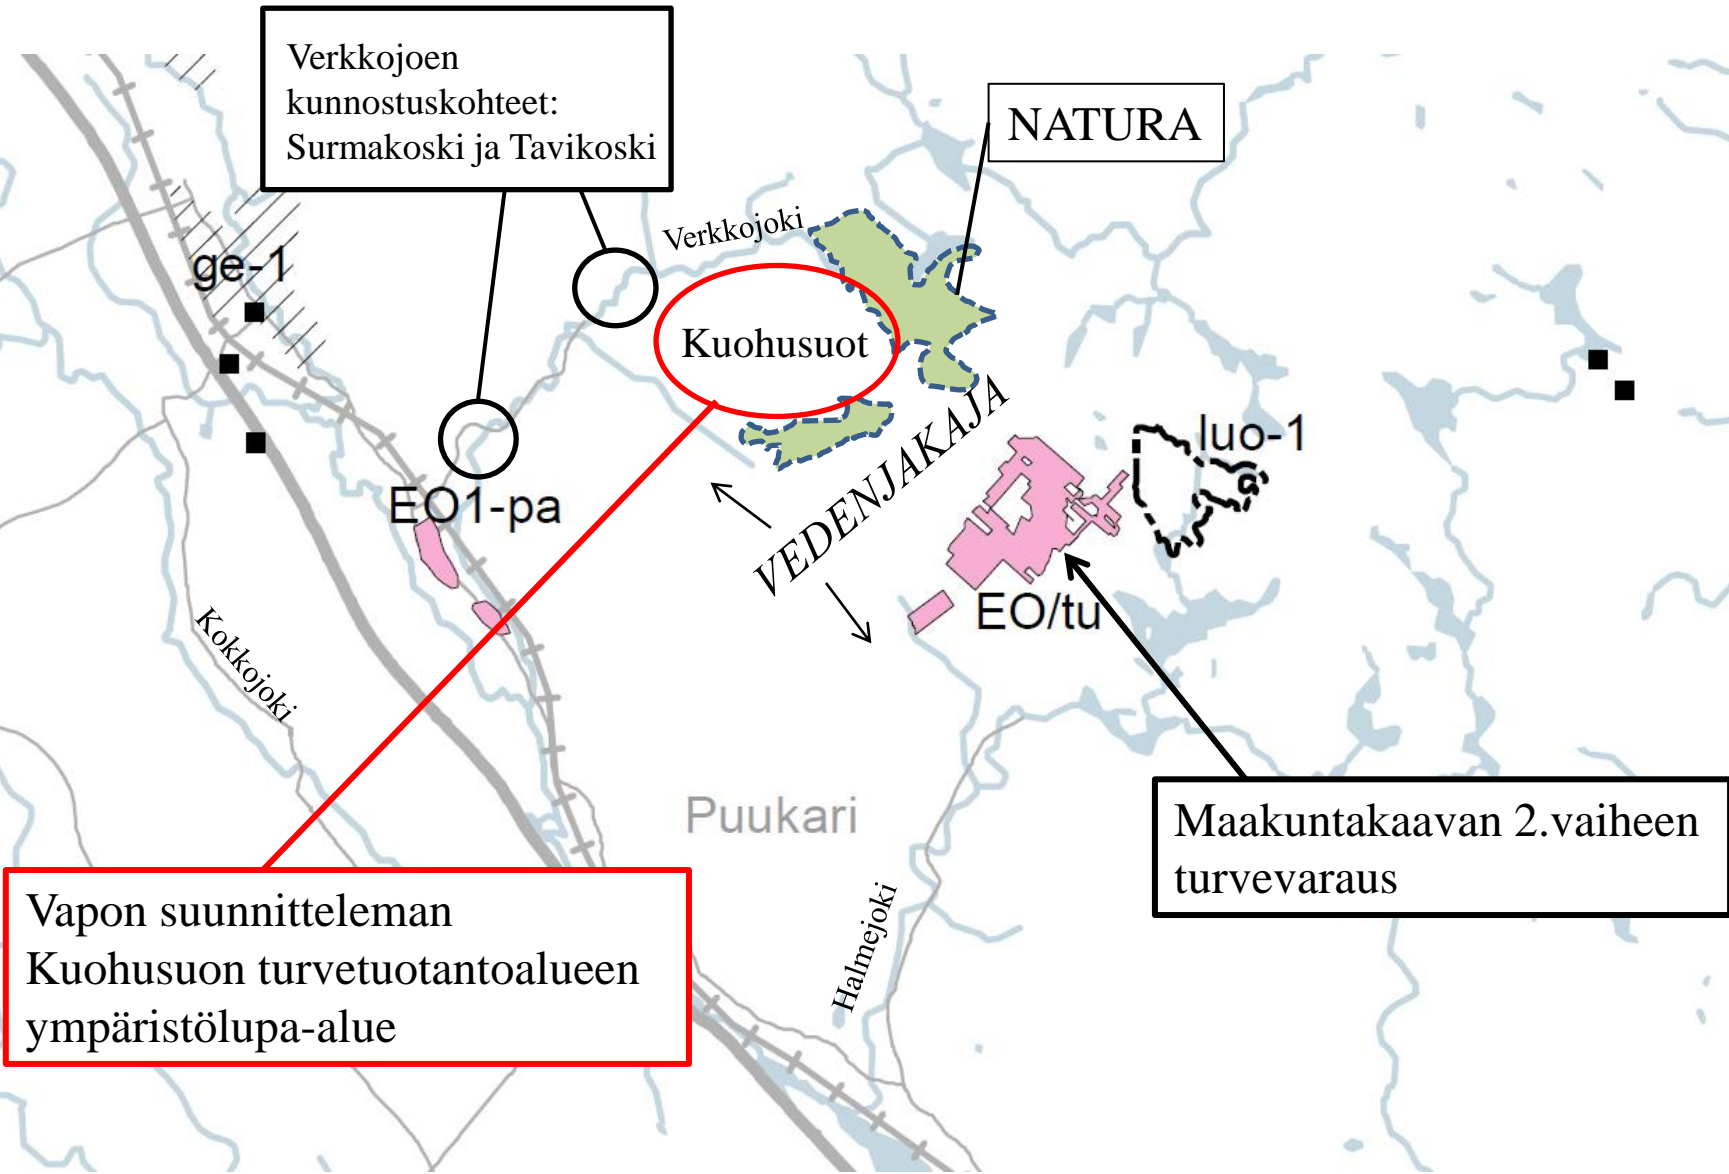 Verkkojoen
kunnostuskohteet:
Surmakoski ja Tavikoski
NATURA
Verkkojoki
ge-1
Kuohusuot
VEDENJAKAJA
luo-1
EO1-pa
EO/tu
Kokkojoki
Puukari
Maakuntakaavan 2.vaiheen
turvevaraus
Halmejoki
Vapon suunnitteleman
Kuohusuon turvetuotantoalueen
ympäristölupa-alue